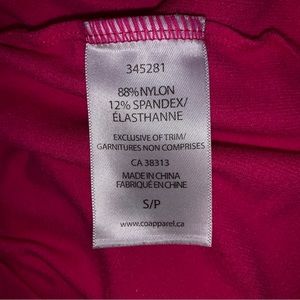 345281
88% NYLON
12% SPANDEX/
ÉLASTHANNE
EXCLUSIVE OF TRIM/
GARNITURES NON COMPRISES
CA 38313
MADE IN CHINA
FABRIQUÉ EN CHINE
S/P
www.coapparel.ca